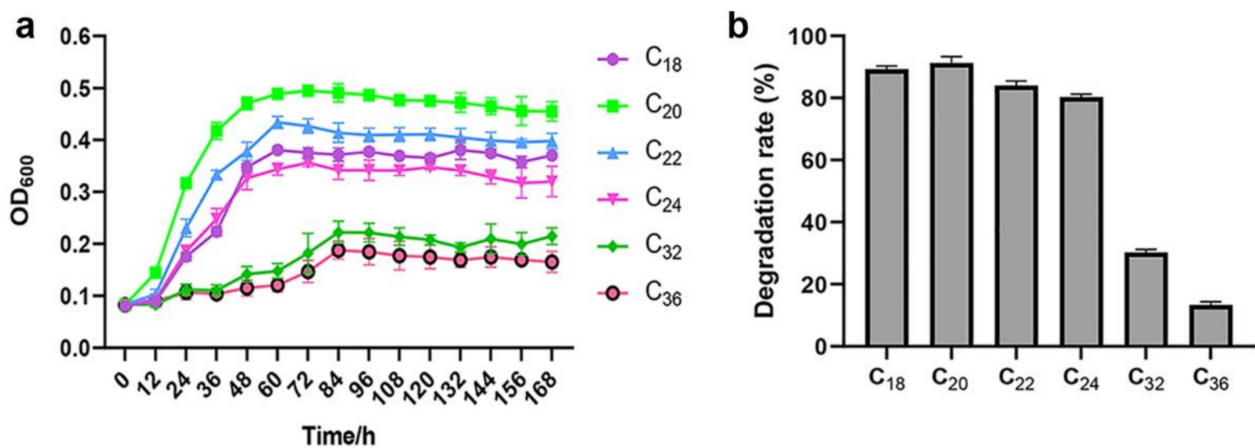 a
0.6
0.5
0.4
0.3
0.2
0.1
0.0
OD₆₀₀
0 12 24 36 48 60 72 84 96 108 120 132 144 156 168
Time/h
C₁₈
C₂₀
C₂₂
C₂₄
C₃₂
C₃₆
b
100
80
60
40
20
0
Degradation rate (%)
C₁₈ C₂₀ C₂₂ C₂₄ C₃₂ C₃₆